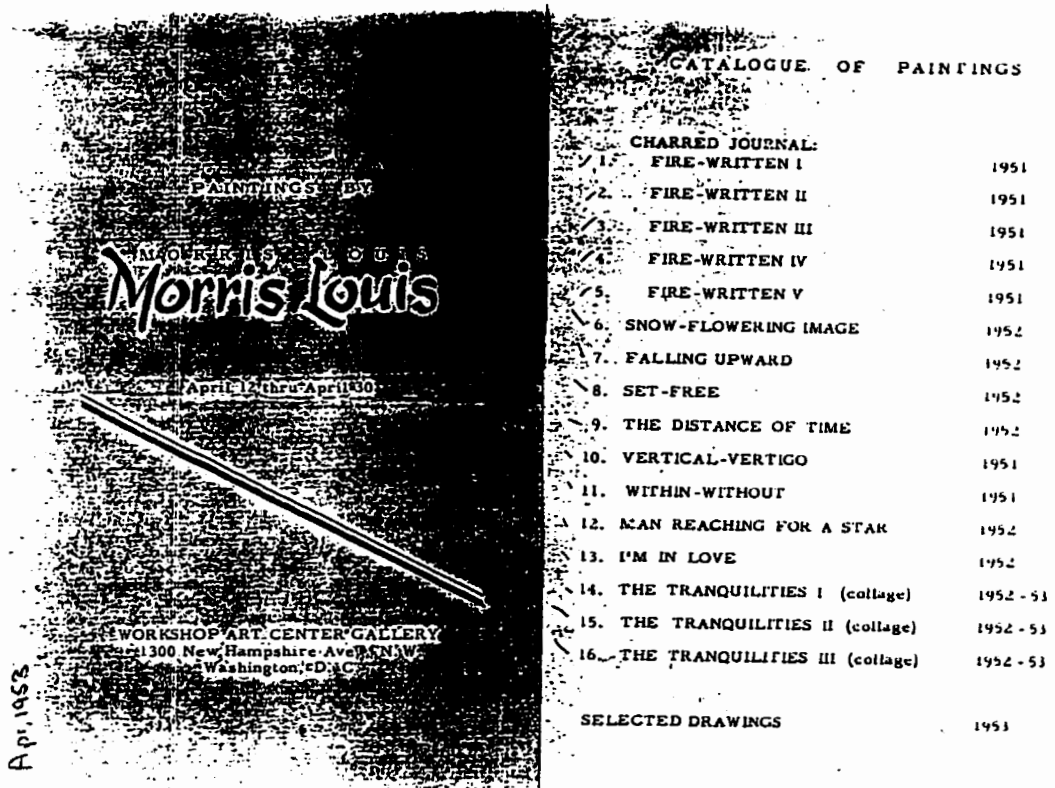 PAINTINGS BY
MORRIS LOUIS
Morris Louis
April 12 thru April 30
WORKSHOP ART CENTER GALLERY
1300 New Hampshire Ave., N.W.
Washington, D.C.
Apr, 1953
CATALOGUE OF PAINTINGS
CHARRED JOURNAL:
1. FIRE-WRITTEN I 1951
2. FIRE-WRITTEN II 1951
3. FIRE-WRITTEN III 1951
4. FIRE-WRITTEN IV 1951
5. FIRE-WRITTEN V 1951
6. SNOW-FLOWERING IMAGE 1952
7. FALLING UPWARD 1952
8. SET-FREE 1952
9. THE DISTANCE OF TIME 1952
10. VERTICAL-VERTIGO 1951
11. WITHIN-WITHOUT 1951
12. MAN REACHING FOR A STAR 1952
13. I'M IN LOVE 1952
14. THE TRANQUILITIES I (collage) 1952 - 53
15. THE TRANQUILITIES II (collage) 1952 - 53
16. THE TRANQUILITIES III (collage) 1952 - 53
SELECTED DRAWINGS 1953